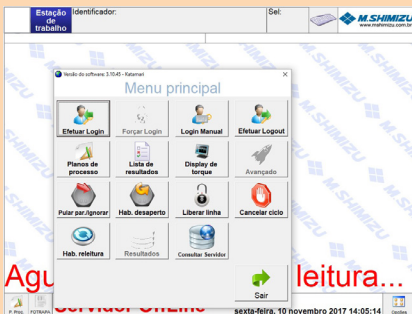 Estação de trabalho
Identificador:
Sel:
M.SHIMIZU
www.mshimizu.com.br
Versão do software: 3.10.45 - Katamari
Menu principal
Efetuar Login
Forçar Login
Login Manual
Efetuar Logout
Planos de processo
Lista de resultados
Display de torque
Avançado
Pular par./ignorar
Hab. desaperto
Liberar linha
Cancelar ciclo
Hab. releitura
Resultados
Consultar Servidor
Sair
Agu leitura...
Servidor OnLine
sexta-feira, 10 novembro 2017 14:05:14
P. Proc.